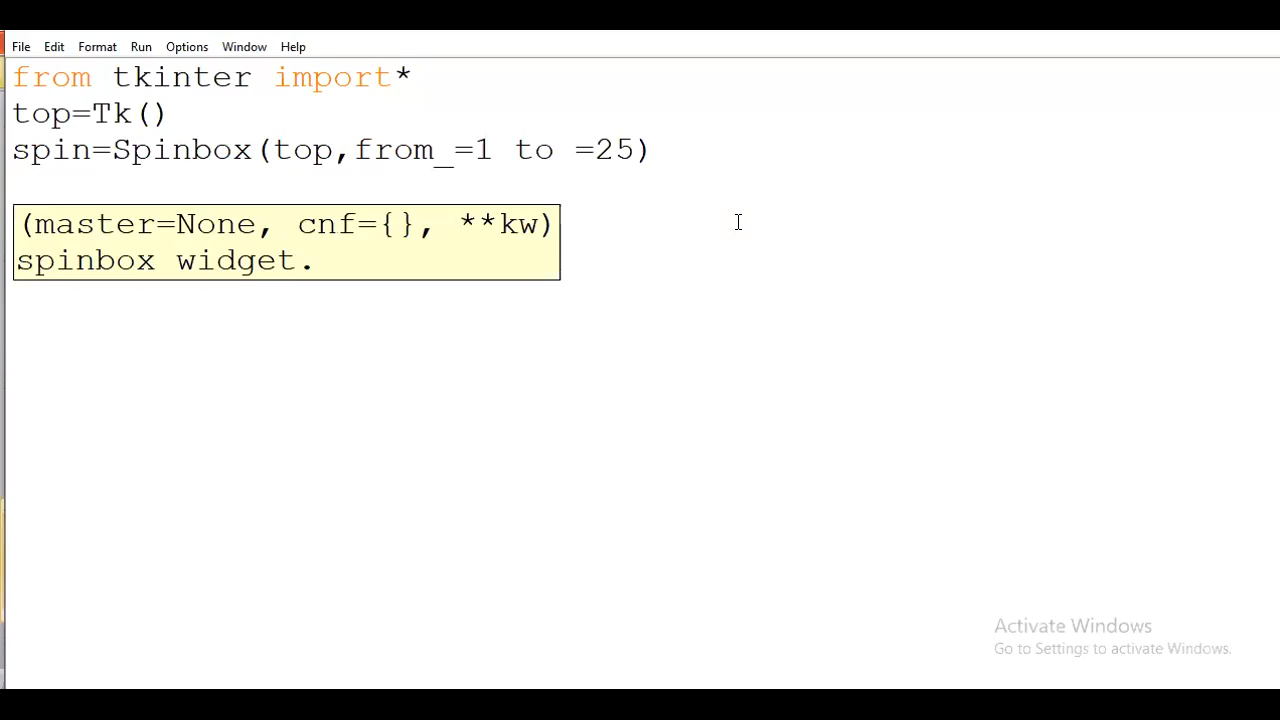 File Edit Format Run Options Window Help
from tkinter import*
top=Tk()
spin=Spinbox(top,from_=1 to =25)
(master=None, cnf={}, **kw)
spinbox widget.
Activate Windows
Go to Settings to activate Windows.